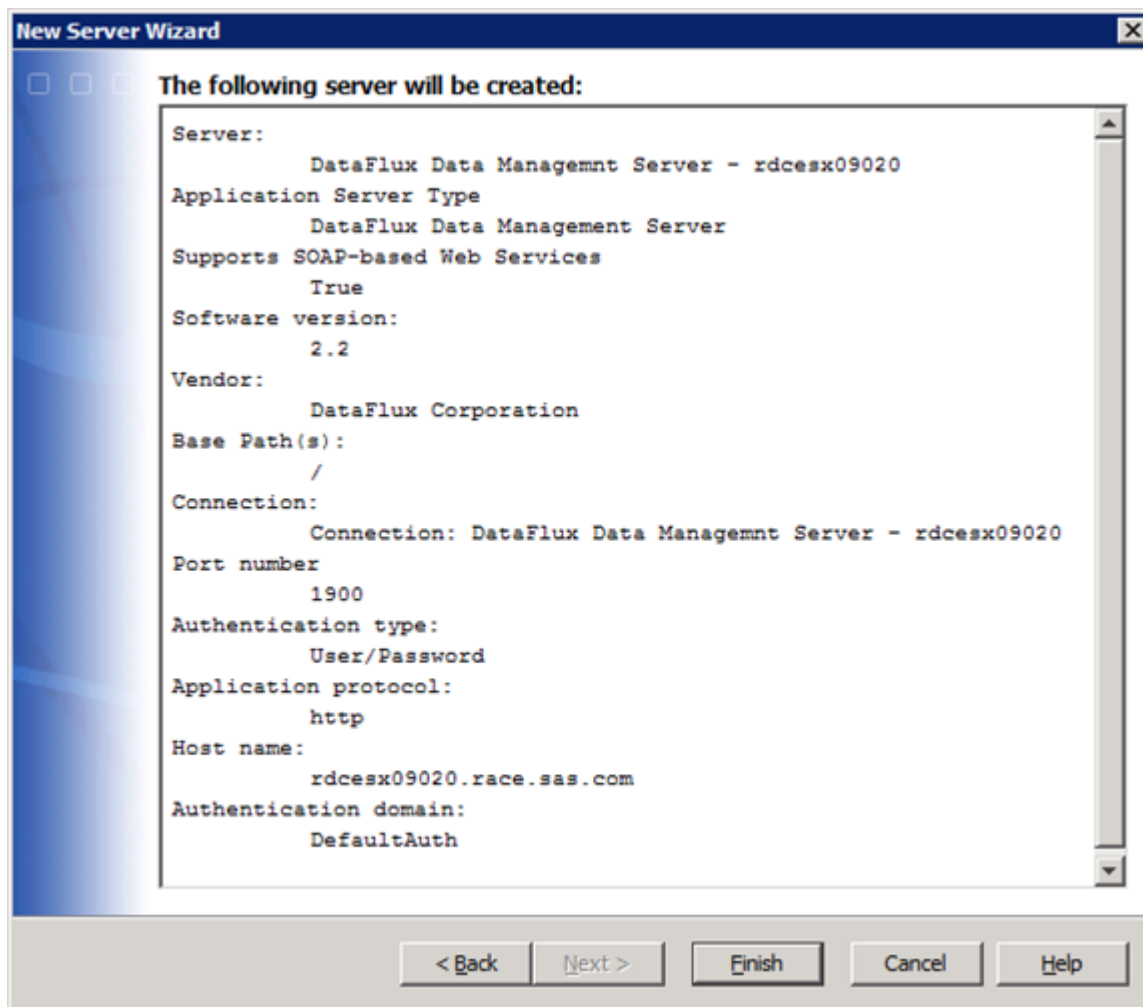 New Server Wizard
The following server will be created:
Server:
DataFlux Data Managemnt Server - rdcesx09020
Application Server Type
DataFlux Data Management Server
Supports SOAP-based Web Services
True
Software version:
2.2
Vendor:
DataFlux Corporation
Base Path(s):
/
Connection:
Connection: DataFlux Data Managemnt Server - rdcesx09020
Port number
1900
Authentication type:
User/Password
Application protocol:
http
Host name:
rdcesx09020.race.sas.com
Authentication domain:
DefaultAuth
< Back Next > Finish Cancel Help